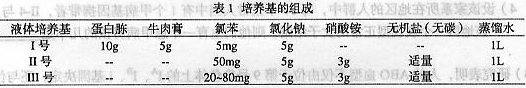 表1 培养基的组成
液体培养基 蛋白胨 牛肉膏 氯苯 氯化钠 硝酸铵 无机盐（无碳） 蒸馏水
I号 10g 5g 5mg 5g -- -- 1L
II号 -- -- 50mg 5g 3g 适量 1L
III号 -- -- 20~80mg 5g 3g 适量 1L